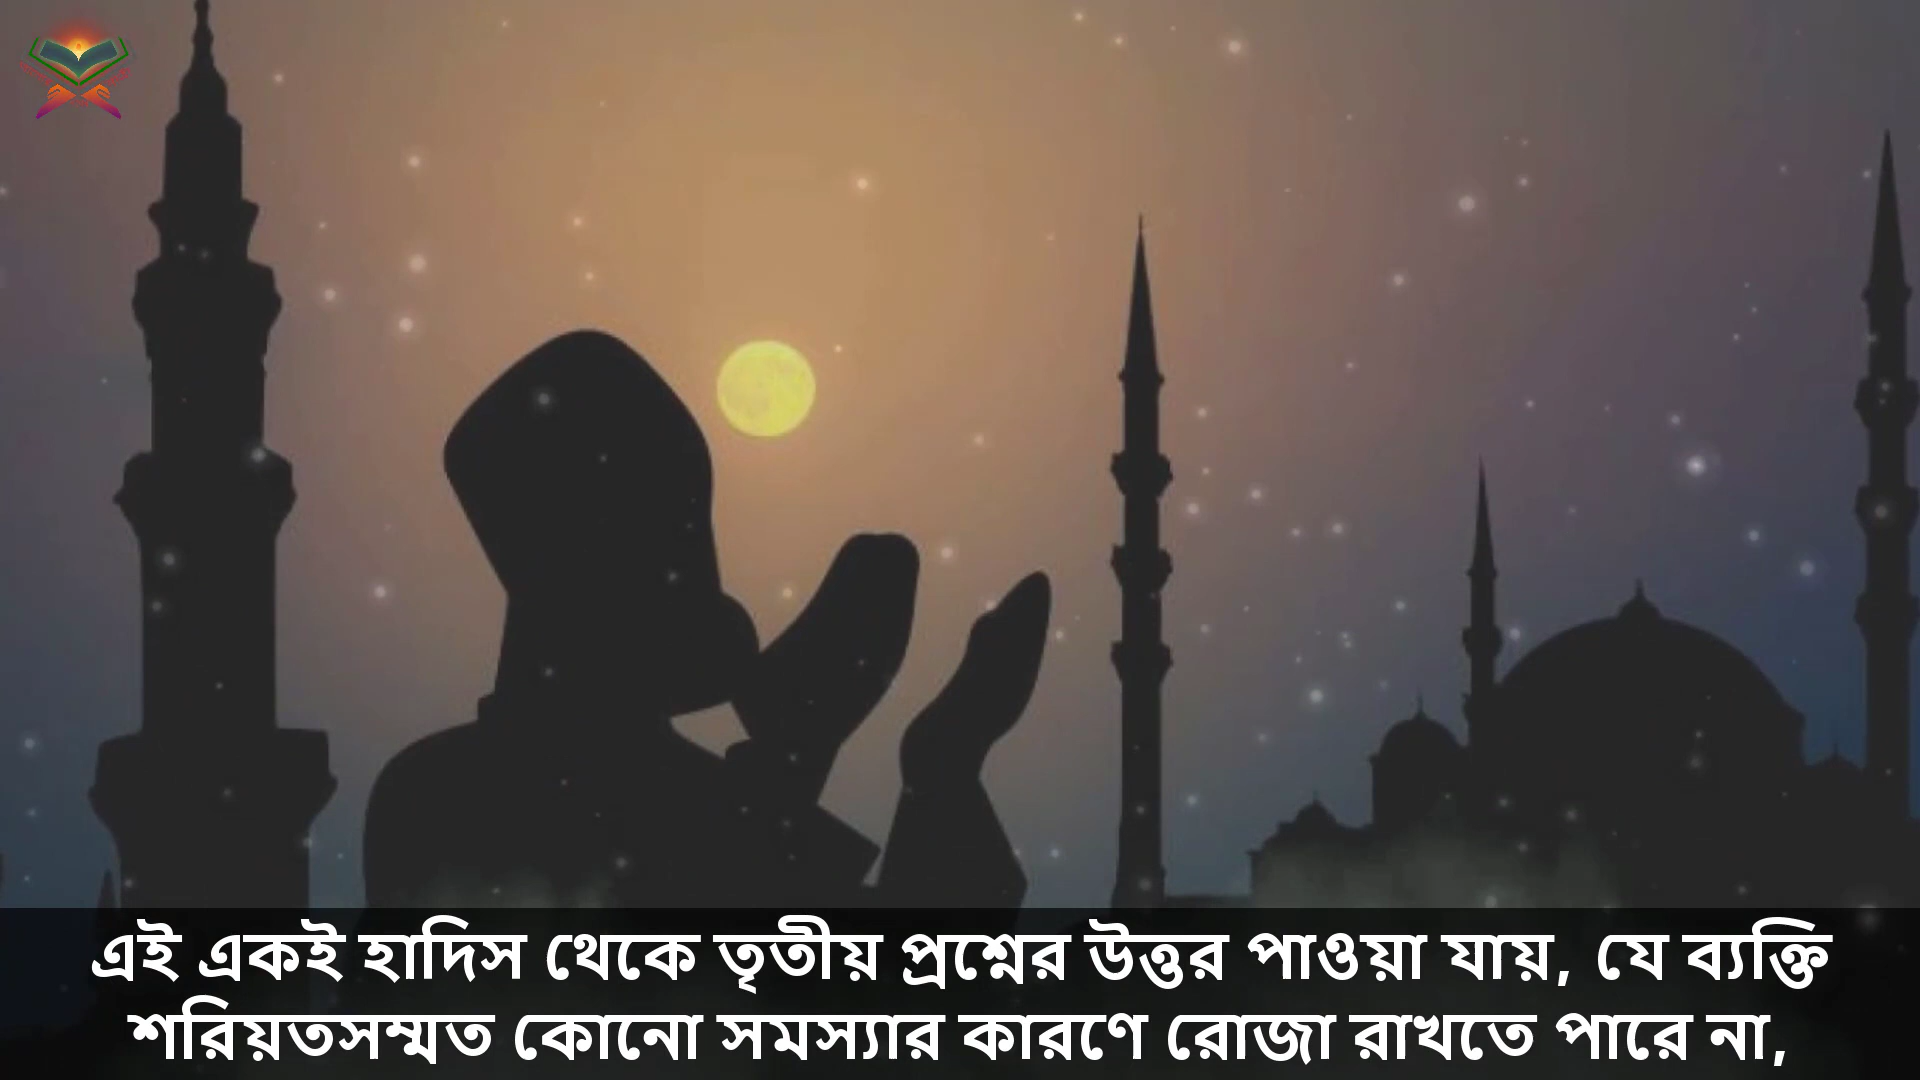 এই একই হাদিস থেকে তৃতীয় প্রশ্নের উত্তর পাওয়া যায়, যে ব্যক্তি
শরিয়তসম্মত কোনো সমস্যার কারণে রোজা রাখতে পারে না,